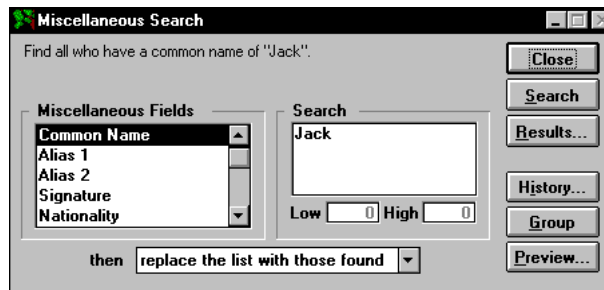 Miscellaneous Search
Find all who have a common name of "Jack".
Close
Search
Results...
History...
Group
Preview...
Miscellaneous Fields
Common Name
Alias 1
Alias 2
Signature
Nationality
Search
Jack
Low 0 High 0
then replace the list with those found